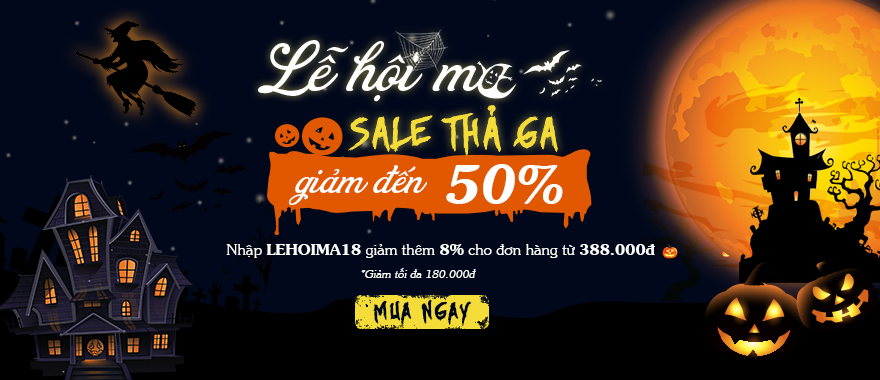 Lễ hội ma
SALE THẢ GA
giảm đến 50%
Nhập LEHOIMA18 giảm thêm 8% cho đơn hàng từ 388.000đ
*Giảm tối đa 180.000đ
MUA NGAY